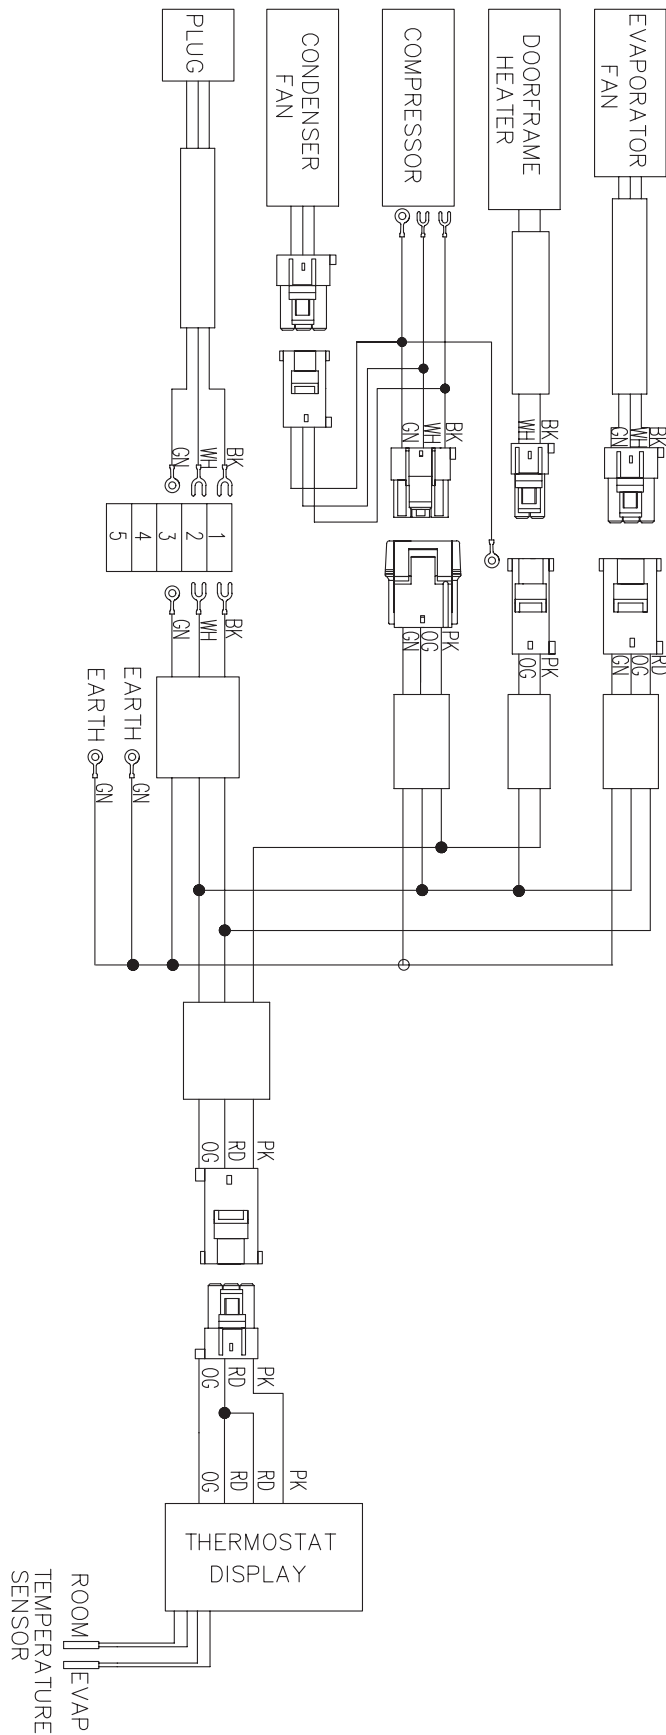 PLUG
CONDENSER
FAN
COMPRESSOR
DOORFRAME
HEATER
EVAPORATOR
FAN
GN
WH
BK
GN
WH
BK
WH
BK
GN
WH
BK
5
4
3
2
1
GN
WH
BK
GN
OG
PK
OG
PK
GN
OG
RD
EARTH
EARTH
GN
GN
OG
RD
PK
OG
RD
PK
OG
RD
RD
PK
THERMOSTAT
DISPLAY
ROOM
EVAP
TEMPERATURE
SENSOR